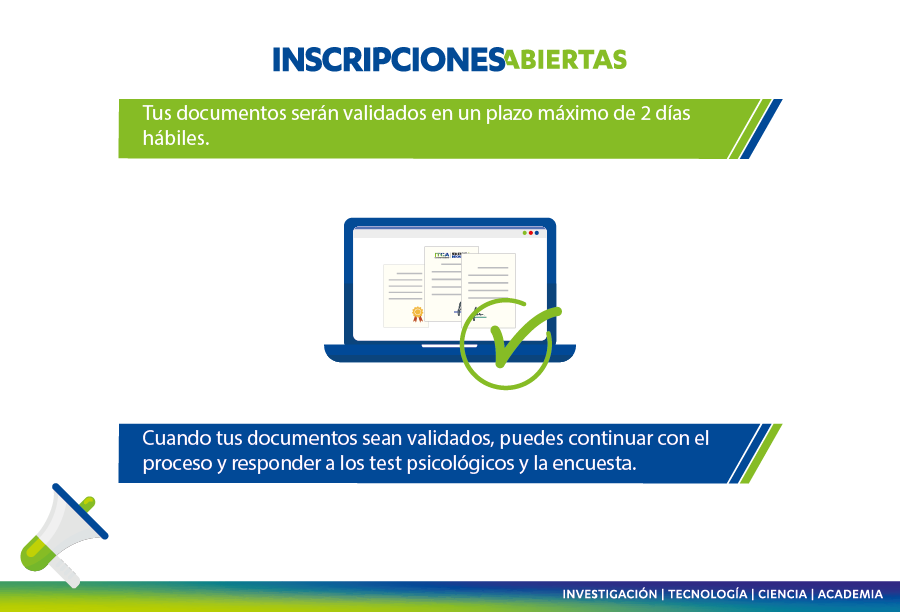 INSCRIPCIONES ABIERTAS
Tus documentos serán validados en un plazo máximo de 2 días
hábiles.
Cuando tus documentos sean validados, puedes continuar con el
proceso y responder a los test psicológicos y la encuesta.
INVESTIGACIÓN | TECNOLOGÍA | CIENCIA | ACADEMIA